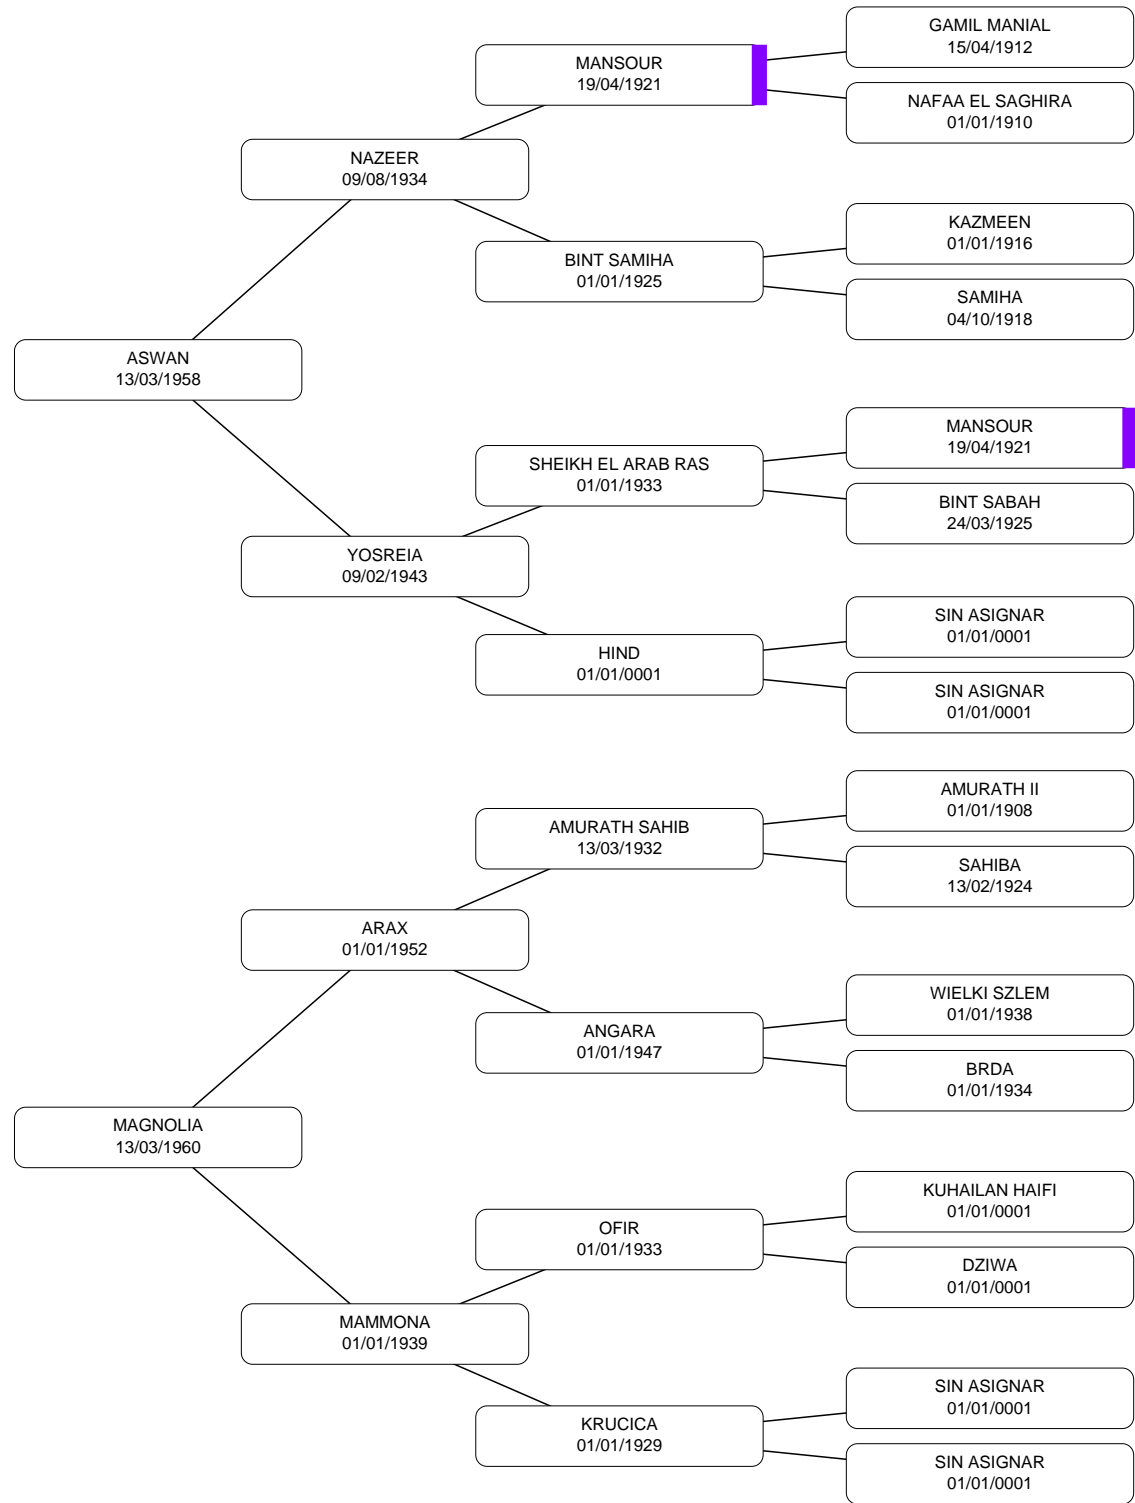 GAMIL MANIAL
15/04/1912
MANSOUR
19/04/1921
NAFAA EL SAGHIRA
01/01/1910
NAZEER
09/08/1934
KAZMEEN
01/01/1916
BINT SAMIHA
01/01/1925
SAMIHA
04/10/1918
ASWAN
13/03/1958
MANSOUR
19/04/1921
SHEIKH EL ARAB RAS
01/01/1933
BINT SABAH
24/03/1925
YOSREIA
09/02/1943
SIN ASIGNAR
01/01/0001
HIND
01/01/0001
SIN ASIGNAR
01/01/0001
AMURATH II
01/01/1908
AMURATH SAHIB
13/03/1932
SAHIBA
13/02/1924
ARAX
01/01/1952
WIELKI SZLEM
01/01/1938
ANGARA
01/01/1947
BRDA
01/01/1934
MAGNOLIA
13/03/1960
KUHAILAN HAIFI
01/01/0001
OFIR
01/01/1933
DZIWA
01/01/0001
MAMMONA
01/01/1939
SIN ASIGNAR
01/01/0001
KRUCICA
01/01/1929
SIN ASIGNAR
01/01/0001